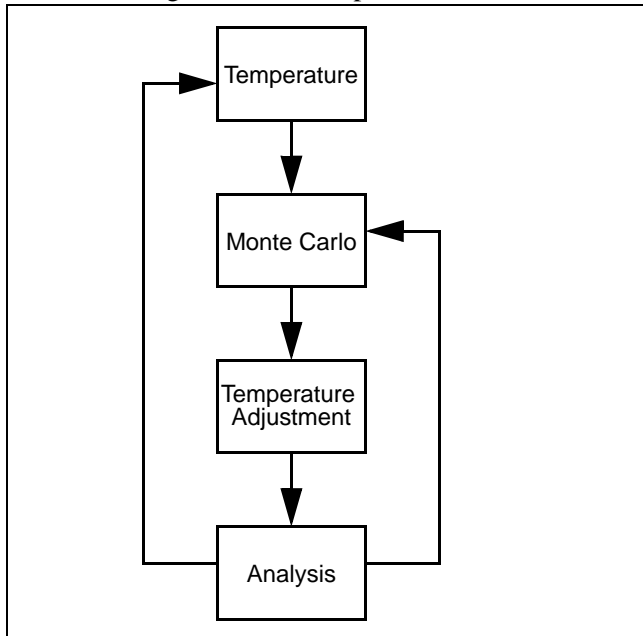 Temperature
Monte Carlo
Temperature
Adjustment
Analysis